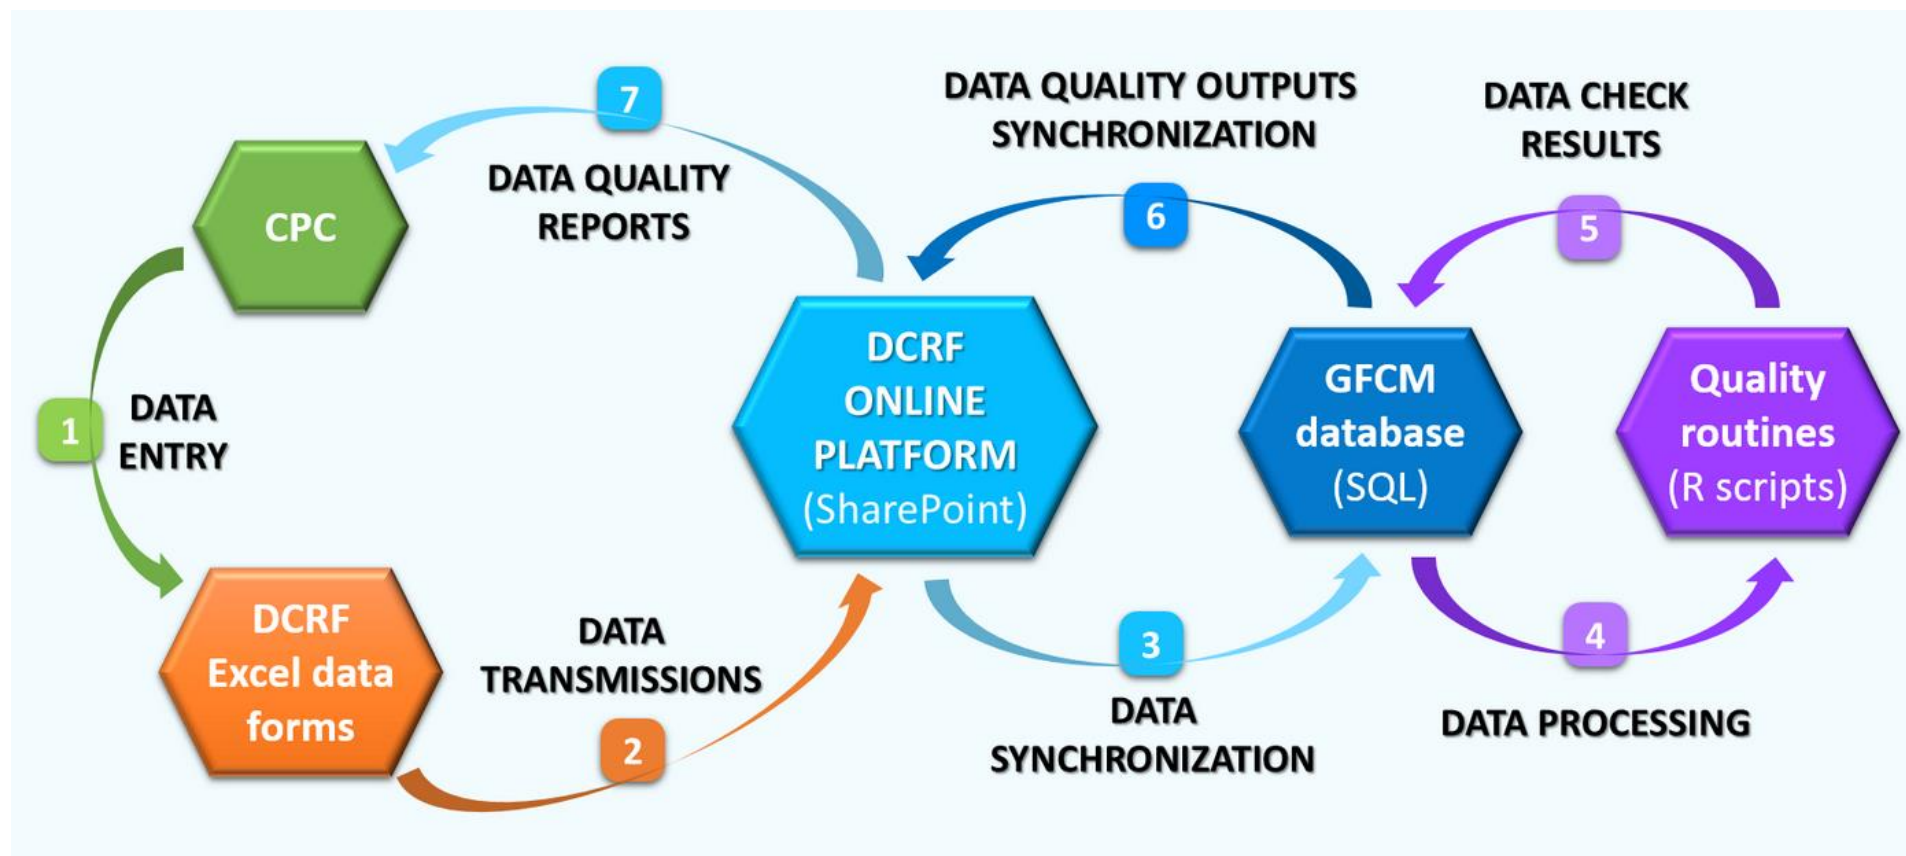 7
DATA QUALITY
REPORTS
CPC
1
DATA
ENTRY
DCRF
Excel data
forms
2
DATA
TRANSMISSIONS
DCRF
ONLINE
PLATFORM
(SharePoint)
3
DATA
SYNCHRONIZATION
DATA QUALITY OUTPUTS
SYNCHRONIZATION
6
GFCM
database
(SQL)
4
DATA PROCESSING
DATA CHECK
RESULTS
5
Quality
routines
(R scripts)